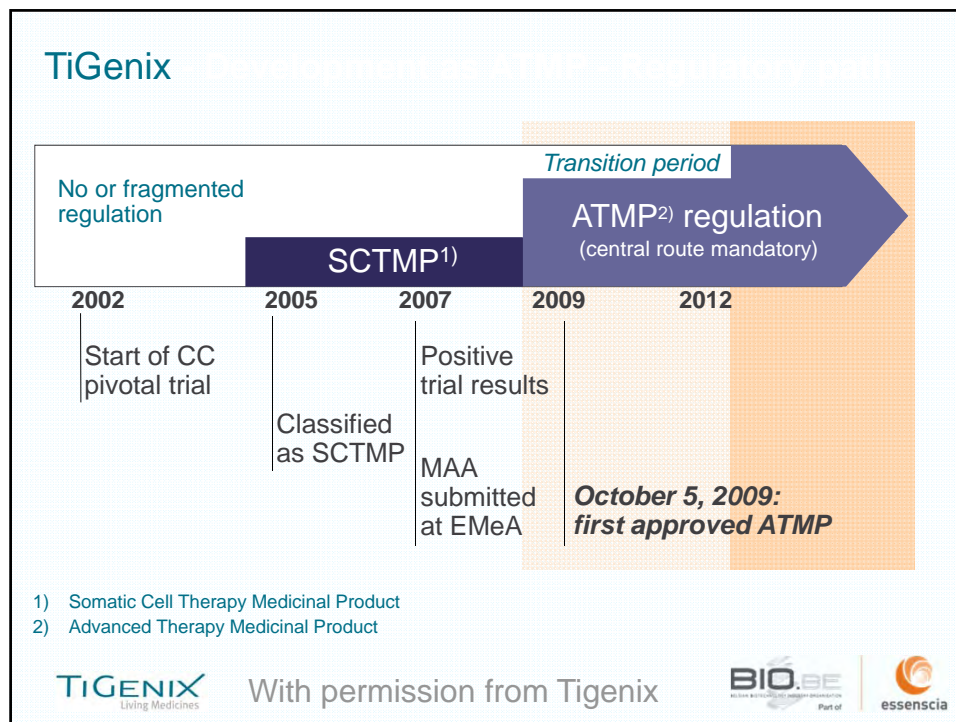 TiGenix
Transition period
No or fragmented
regulation
ATMP2) regulation
(central route mandatory)
SCTMP1)
2002 2005 2007 2009 2012
Start of CC
pivotal trial
Classified
as SCTMP
Positive
trial results
MAA
submitted
at EMeA
October 5, 2009:
first approved ATMP
1) Somatic Cell Therapy Medicinal Product
2) Advanced Therapy Medicinal Product
TIGENIX
Living Medicines
With permission from Tigenix
BIO.BE
Part of
essenscia